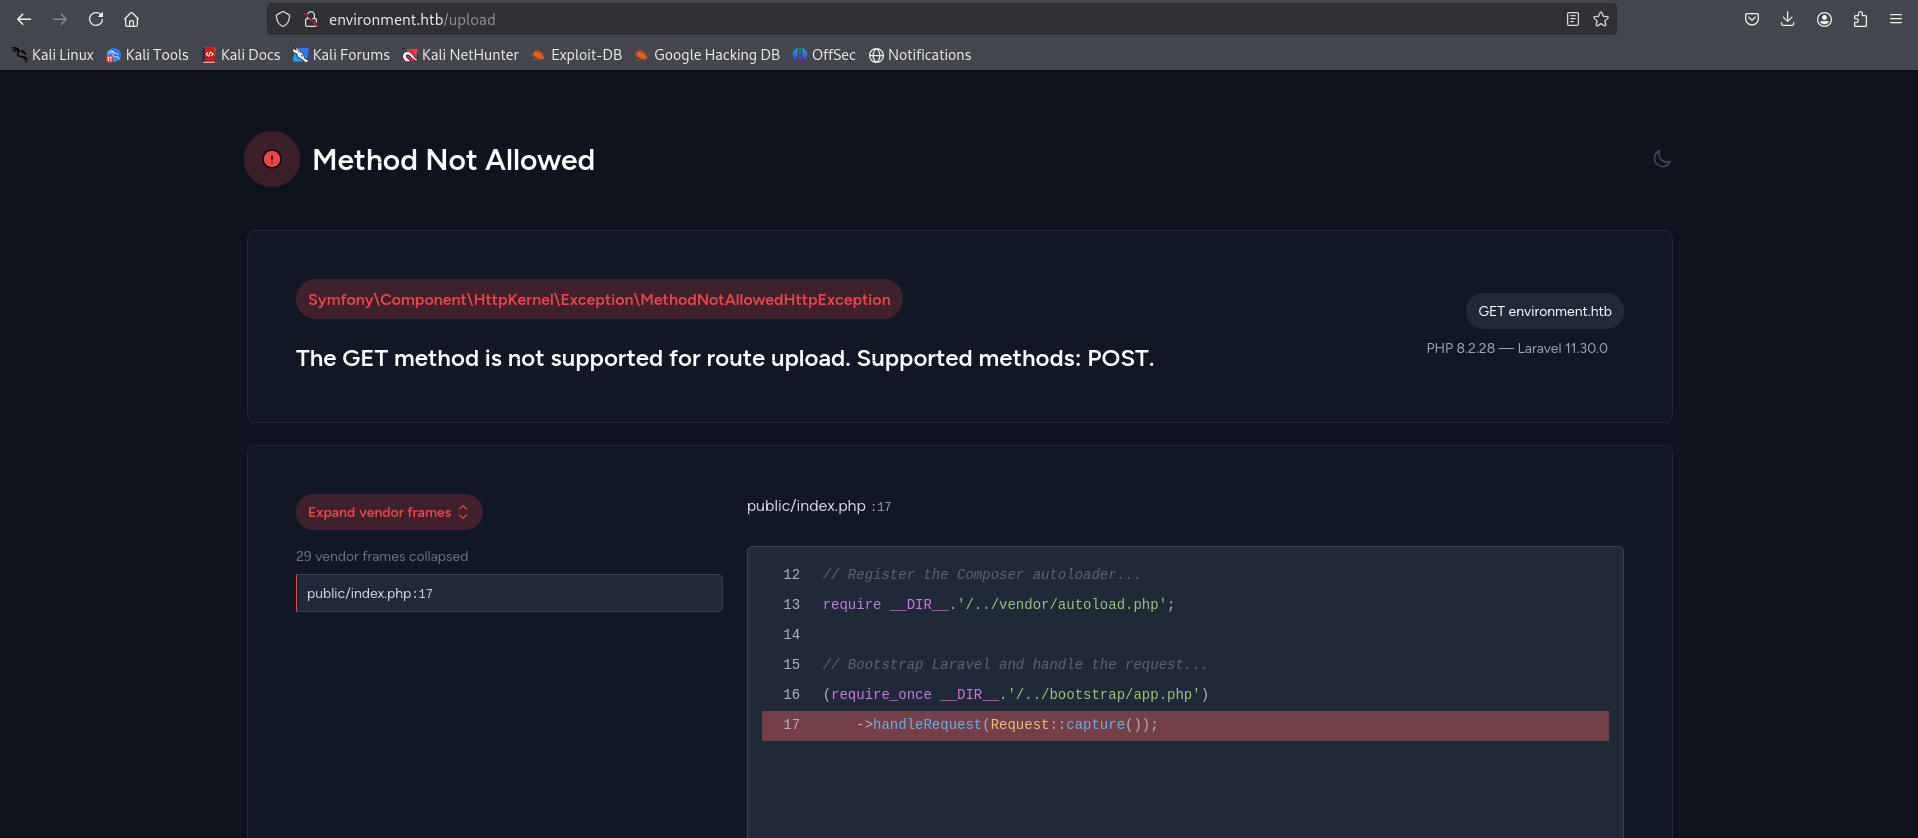 environment.htb/upload
Kali Linux Kali Tools Kali Docs Kali Forums Kali NetHunter Exploit-DB Google Hacking DB OffSec Notifications
Method Not Allowed
Symfony\Component\HttpKernel\Exception\MethodNotAllowedHttpException
GET environment.htb
The GET method is not supported for route upload. Supported methods: POST.
PHP 8.2.28 — Laravel 11.30.0
Expand vendor frames
29 vendor frames collapsed
public/index.php:17
public/index.php :17
12 // Register the Composer autoloader...
13 require __DIR__.'/../vendor/autoload.php';
14
15 // Bootstrap Laravel and handle the request...
16 (require_once __DIR__.'/../bootstrap/app.php')
17 ->handleRequest(Request::capture());